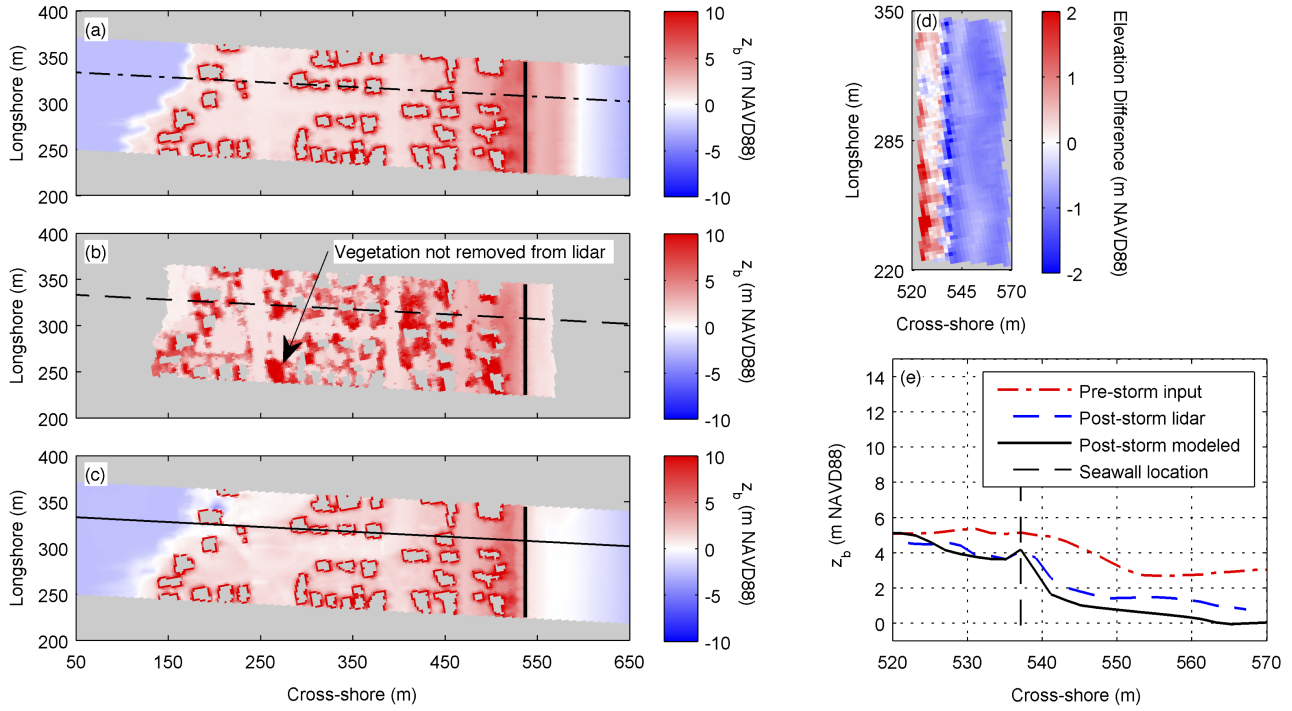 (a)
400
350
300
250
200
Longshore (m)
10
5
0
-5
-10
z_b (m NAVD88)
(b)
Vegetation not removed from lidar
400
350
300
250
200
Longshore (m)
10
5
0
-5
-10
z_b (m NAVD88)
(c)
400
350
300
250
200
Longshore (m)
50 150 250 350 450 550 650
Cross-shore (m)
10
5
0
-5
-10
z_b (m NAVD88)
(d)
350
285
220
Longshore (m)
520 545 570
Cross-shore (m)
2
1
0
-1
-2
Elevation Difference (m NAVD88)
(e)
Pre-storm input
Post-storm lidar
Post-storm modeled
Seawall location
14
12
10
8
6
4
2
0
z_b (m NAVD88)
520 530 540 550 560 570
Cross-shore (m)